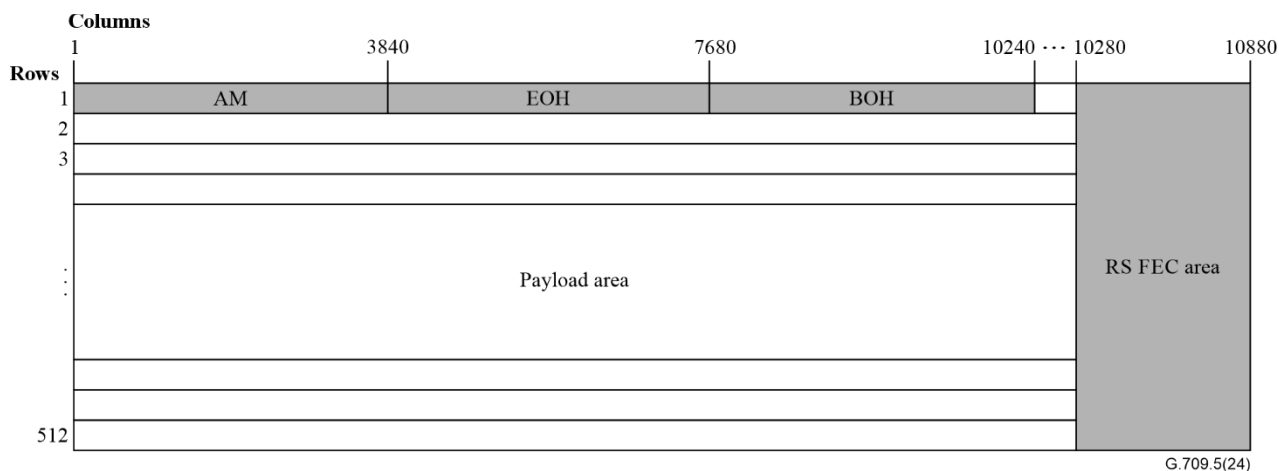 Columns
1 3840 7680 10240 ··· 10280 10880
Rows
1 AM EOH BOH
2
3
⋮ Payload area RS FEC area
512
G.709.5(24)